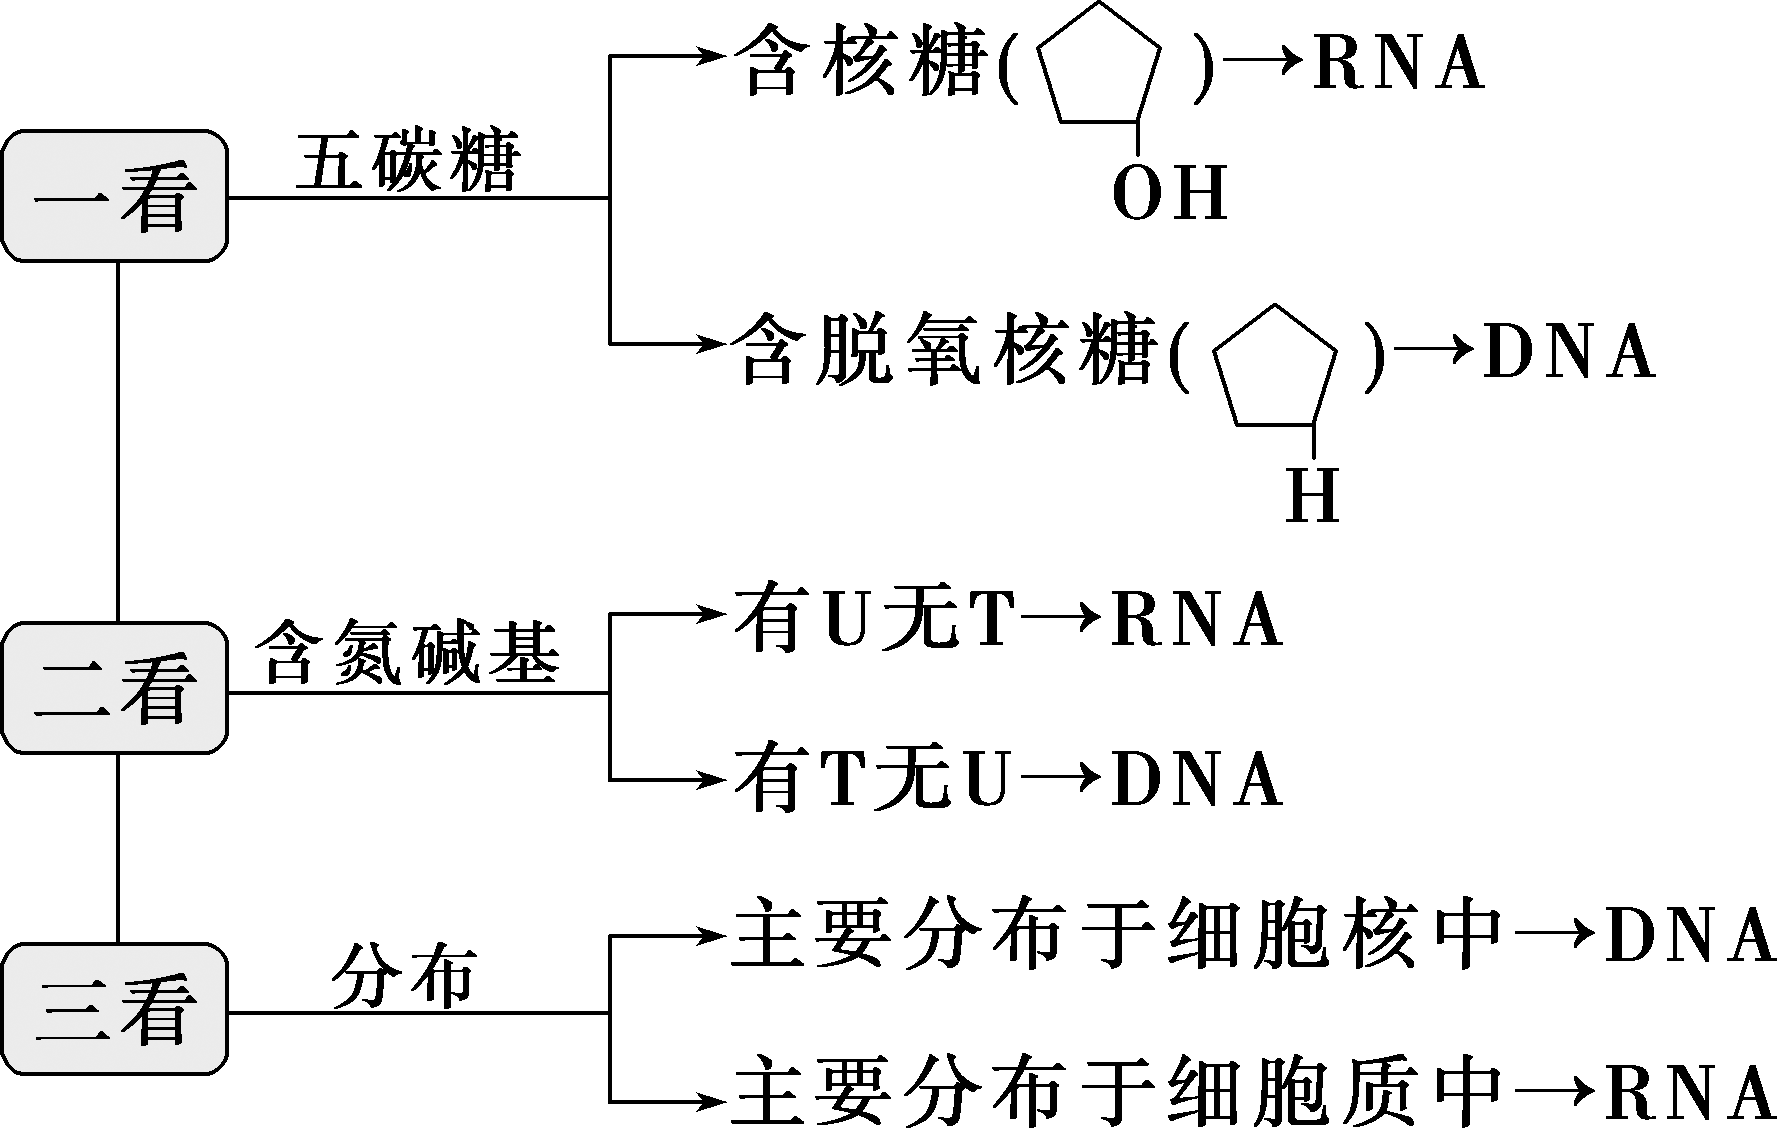 一看
五碳糖
含核糖( )→RNA
OH
含脱氧核糖( )→DNA
H
二看
含氮碱基
有U无T→RNA
有T无U→DNA
三看
分布
主要分布于细胞核中→DNA
主要分布于细胞质中→RNA